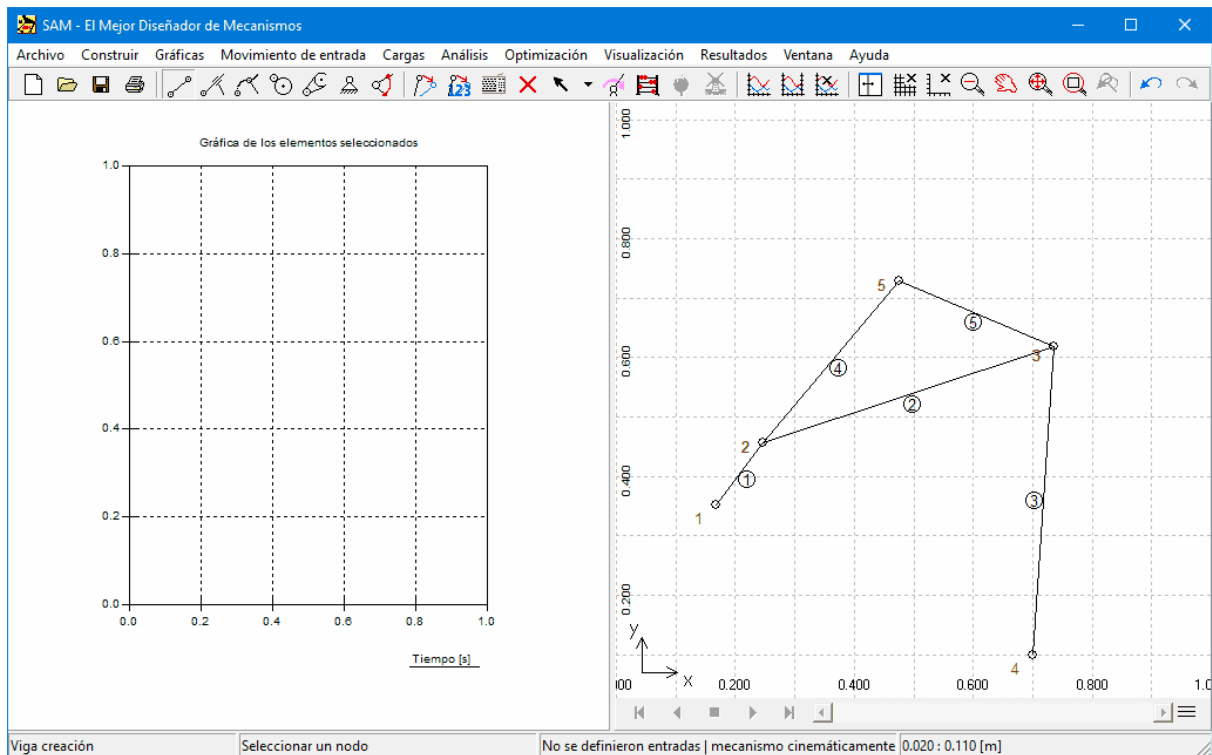 SAM - El Mejor Diseñador de Mecanismos
Archivo Construir Gráficas Movimiento de entrada Cargas Análisis Optimización Visualización Resultados Ventana Ayuda
123
Gráfica de los elementos seleccionados
1.0
0.8
0.6
0.4
0.2
0.0
0.0 0.2 0.4 0.6 0.8 1.0
Tiempo [s]
1.000
0.800
0.600
0.400
0.200
5
5
3
4
2
2
1
1
3
4
y
x
000 0.200 0.400 0.600 0.800 1.0
Viga creación Seleccionar un nodo No se definieron entradas | mecanismo cinemáticamente 0.020 : 0.110 [m]